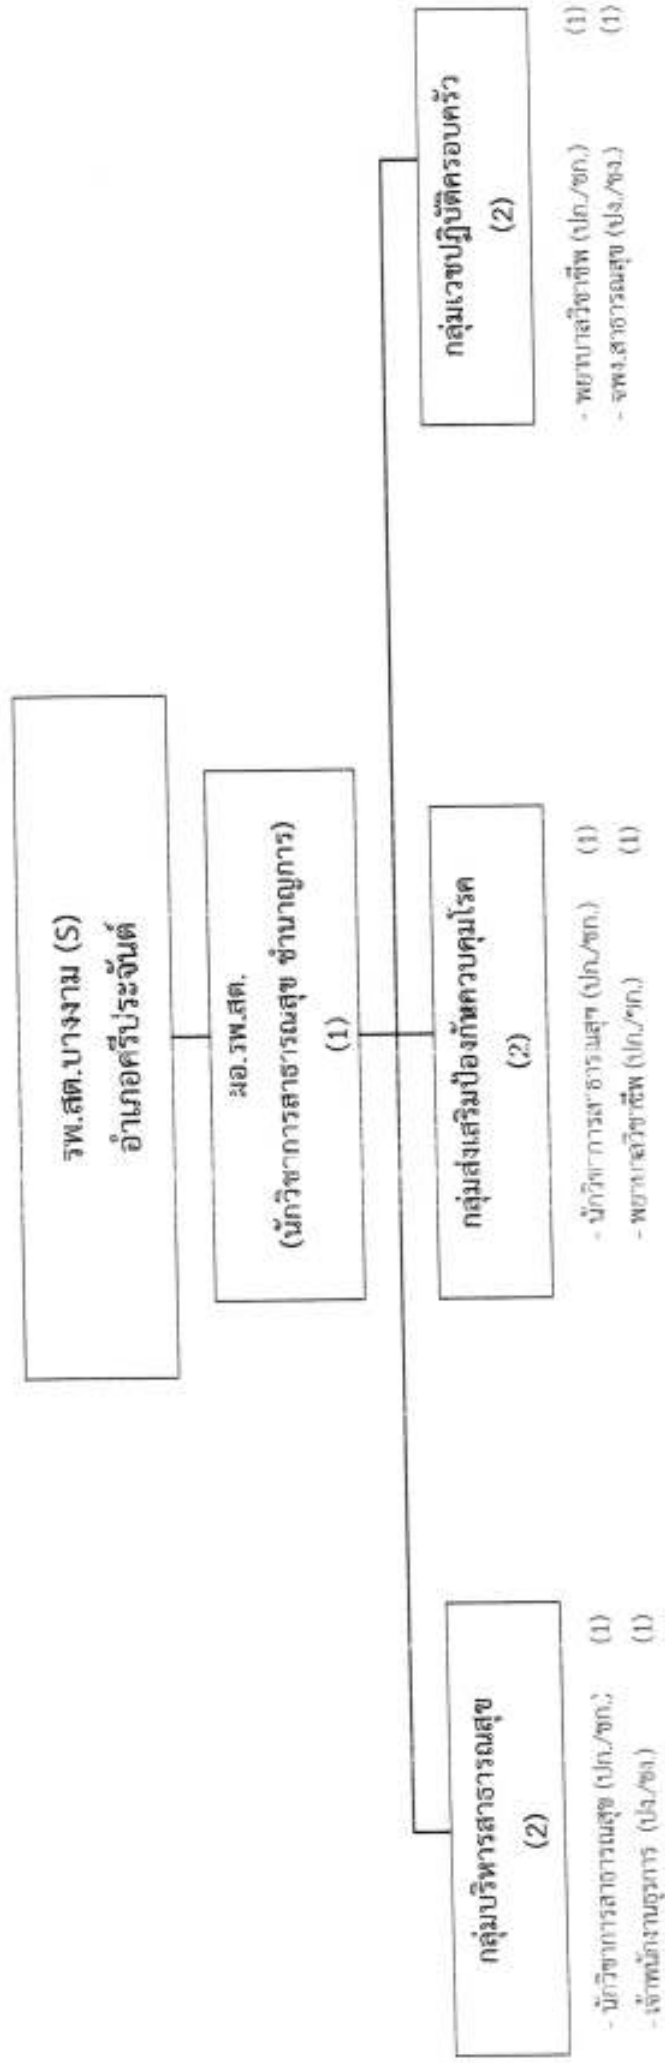 รพ.สต.บางงาม (S)
อำเภอศรีประจันต์
ผอ.รพ.สต.
(นักวิชาการสาธารณสุข ชำนาญการ)
(1)
กลุ่มบริหารสาธารณสุข
(2)
- นักวิชาการสาธารณสุข (ปก./ชก.) (1)
- เจ้าพนักงานธุรการ (ปง./ชง.) (1)
กลุ่มส่งเสริมป้องกันควบคุมโรค
(2)
- นักวิชาการสาธารณสุข (ปก./ชก.) (1)
- พยาบาลวิชาชีพ (ปก./ชก.) (1)
กลุ่มเวชปฏิบัติครอบครัว
(2)
- พยาบาลวิชาชีพ (ปก./ชก.) (1)
- จพง.สาธารณสุข (ปง./ชง.) (1)